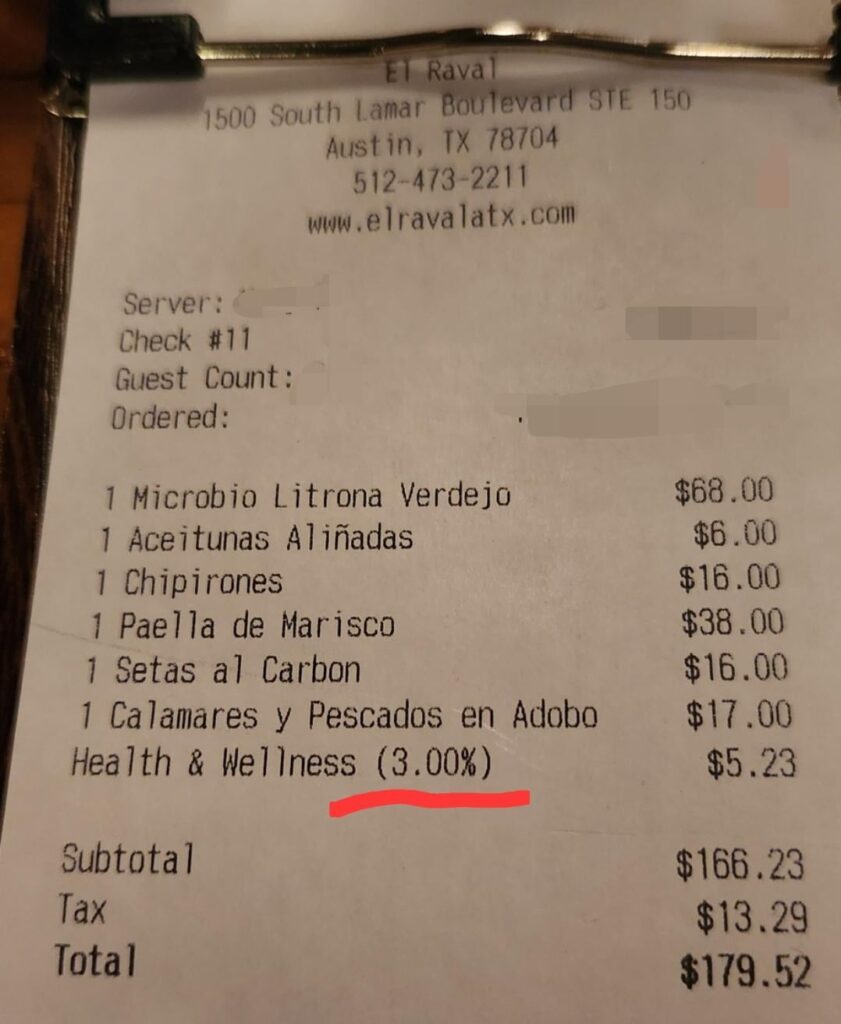 El Raval
1500 South Lamar Boulevard STE 150
Austin, TX 78704
512-473-2211
www.elravalatx.com
Server:
Check #11
Guest Count:
Ordered:
1 Microbio Litrona Verdejo $68.00
1 Aceitunas Aliñadas $6.00
1 Chipirones $16.00
1 Paella de Marisco $38.00
1 Setas al Carbon $16.00
1 Calamares y Pescados en Adobo $17.00
Health & Wellness (3.00%) $5.23
Subtotal $166.23
Tax $13.29
Total $179.52